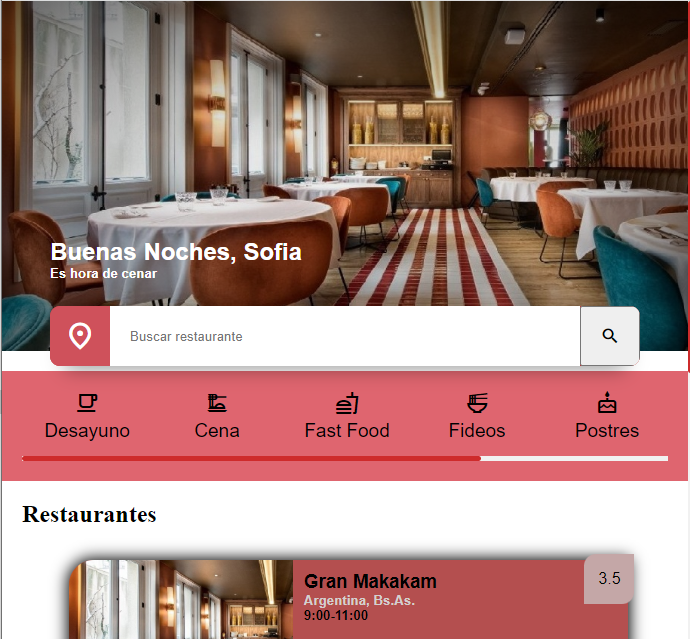 Buenas Noches, Sofia
Es hora de cenar
Buscar restaurante
Desayuno
Cena
Fast Food
Fideos
Postres
Restaurantes
Gran Makakam
3.5
Argentina, Bs.As.
9:00-11:00